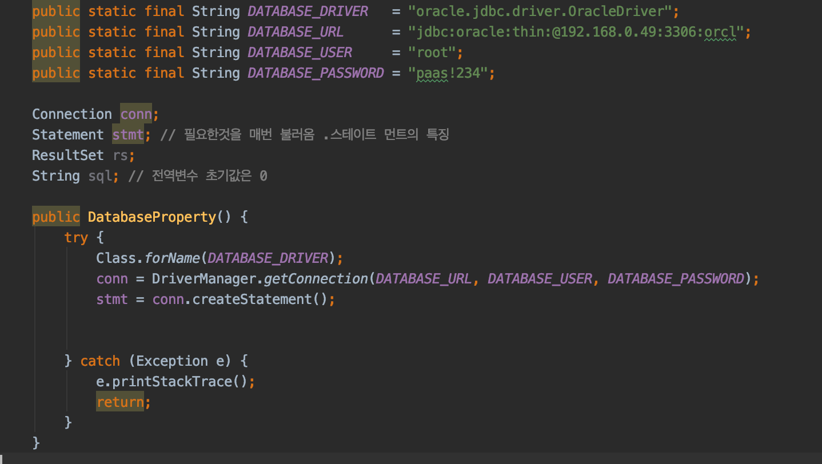 public static final String DATABASE_DRIVER   = "oracle.jdbc.driver.OracleDriver";
public static final String DATABASE_URL      = "jdbc:oracle:thin:@192.168.0.49:3306:orcl";
public static final String DATABASE_USER     = "root";
public static final String DATABASE_PASSWORD = "paas!234";
Connection conn;
Statement stmt; // 필요한것을 매번 불러옴 .스테이트 먼트의 특징
ResultSet rs;
String sql; // 전역변수 초기값은 0
public DatabaseProperty() {
try {
Class.forName(DATABASE_DRIVER);
conn = DriverManager.getConnection(DATABASE_URL, DATABASE_USER, DATABASE_PASSWORD);
stmt = conn.createStatement();
} catch (Exception e) {
e.printStackTrace();
return;
}
}